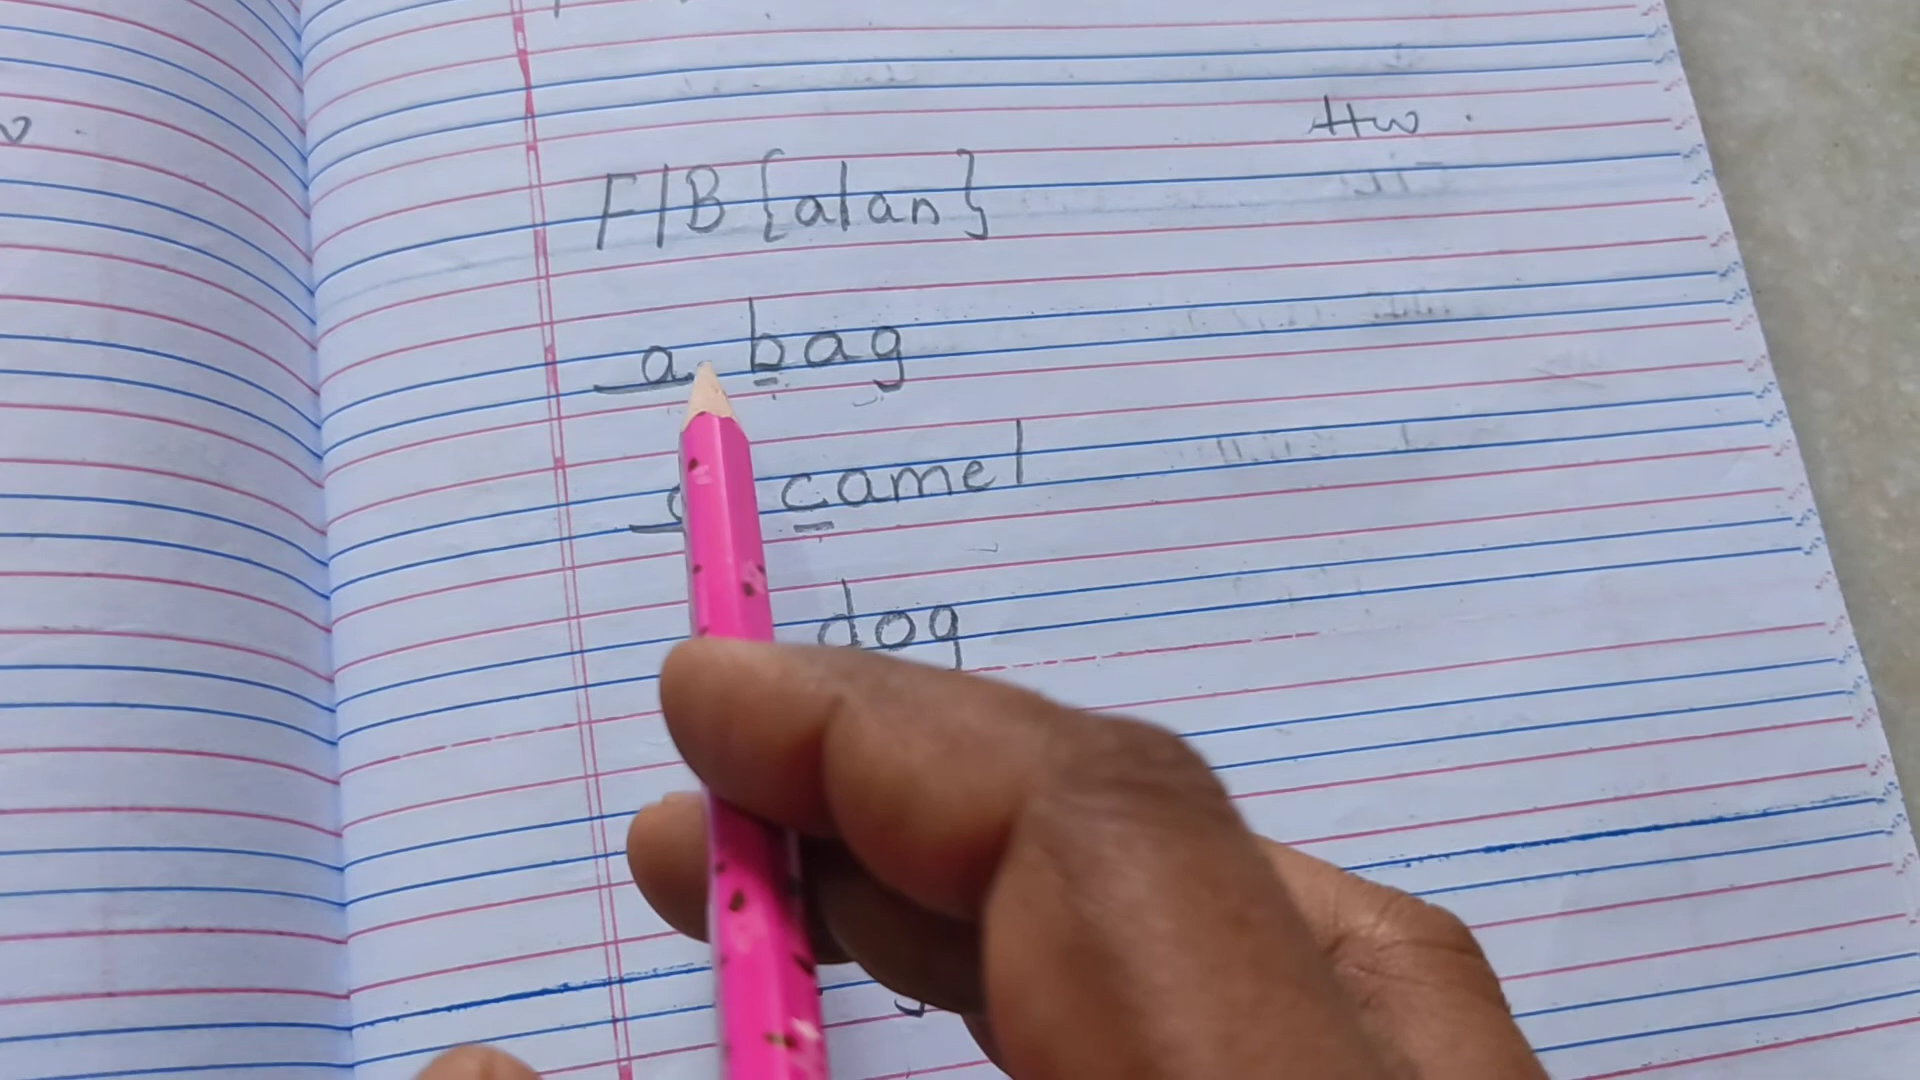 Hw.
F/B {a/an}
a bag
camel
dog